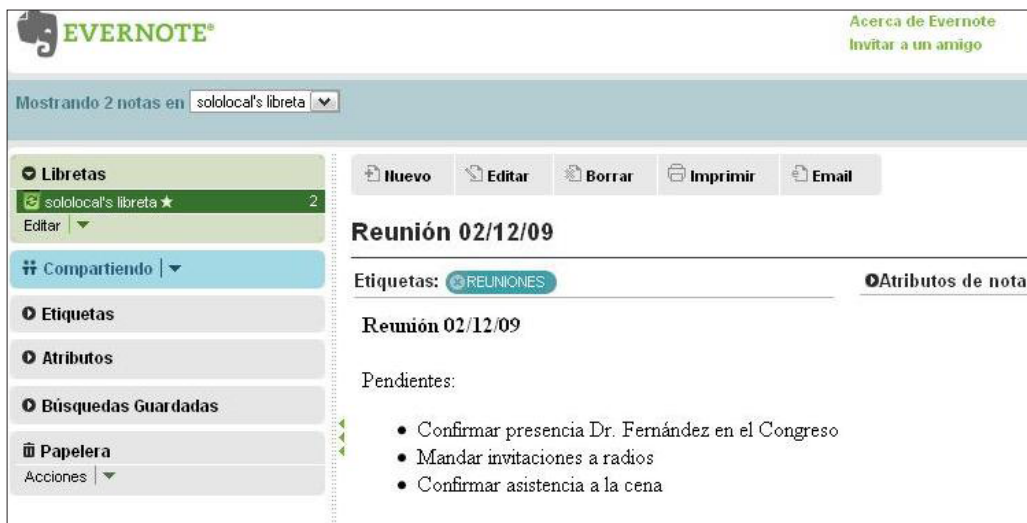 EVERNOTE®
Acerca de Evernote
Invitar a un amigo
Mostrando 2 notas en sololocal's libreta
Libretas
sololocal's libreta ★ 2
Editar
Compartiendo
Etiquetas
Atributos
Búsquedas Guardadas
Papelera
Acciones
Nuevo Editar Borrar Imprimir Email
Reunión 02/12/09
Etiquetas: REUNIONES
Atributos de nota
Reunión 02/12/09
Pendientes:
• Confirmar presencia Dr. Fernández en el Congreso
• Mandar invitaciones a radios
• Confirmar asistencia a la cena